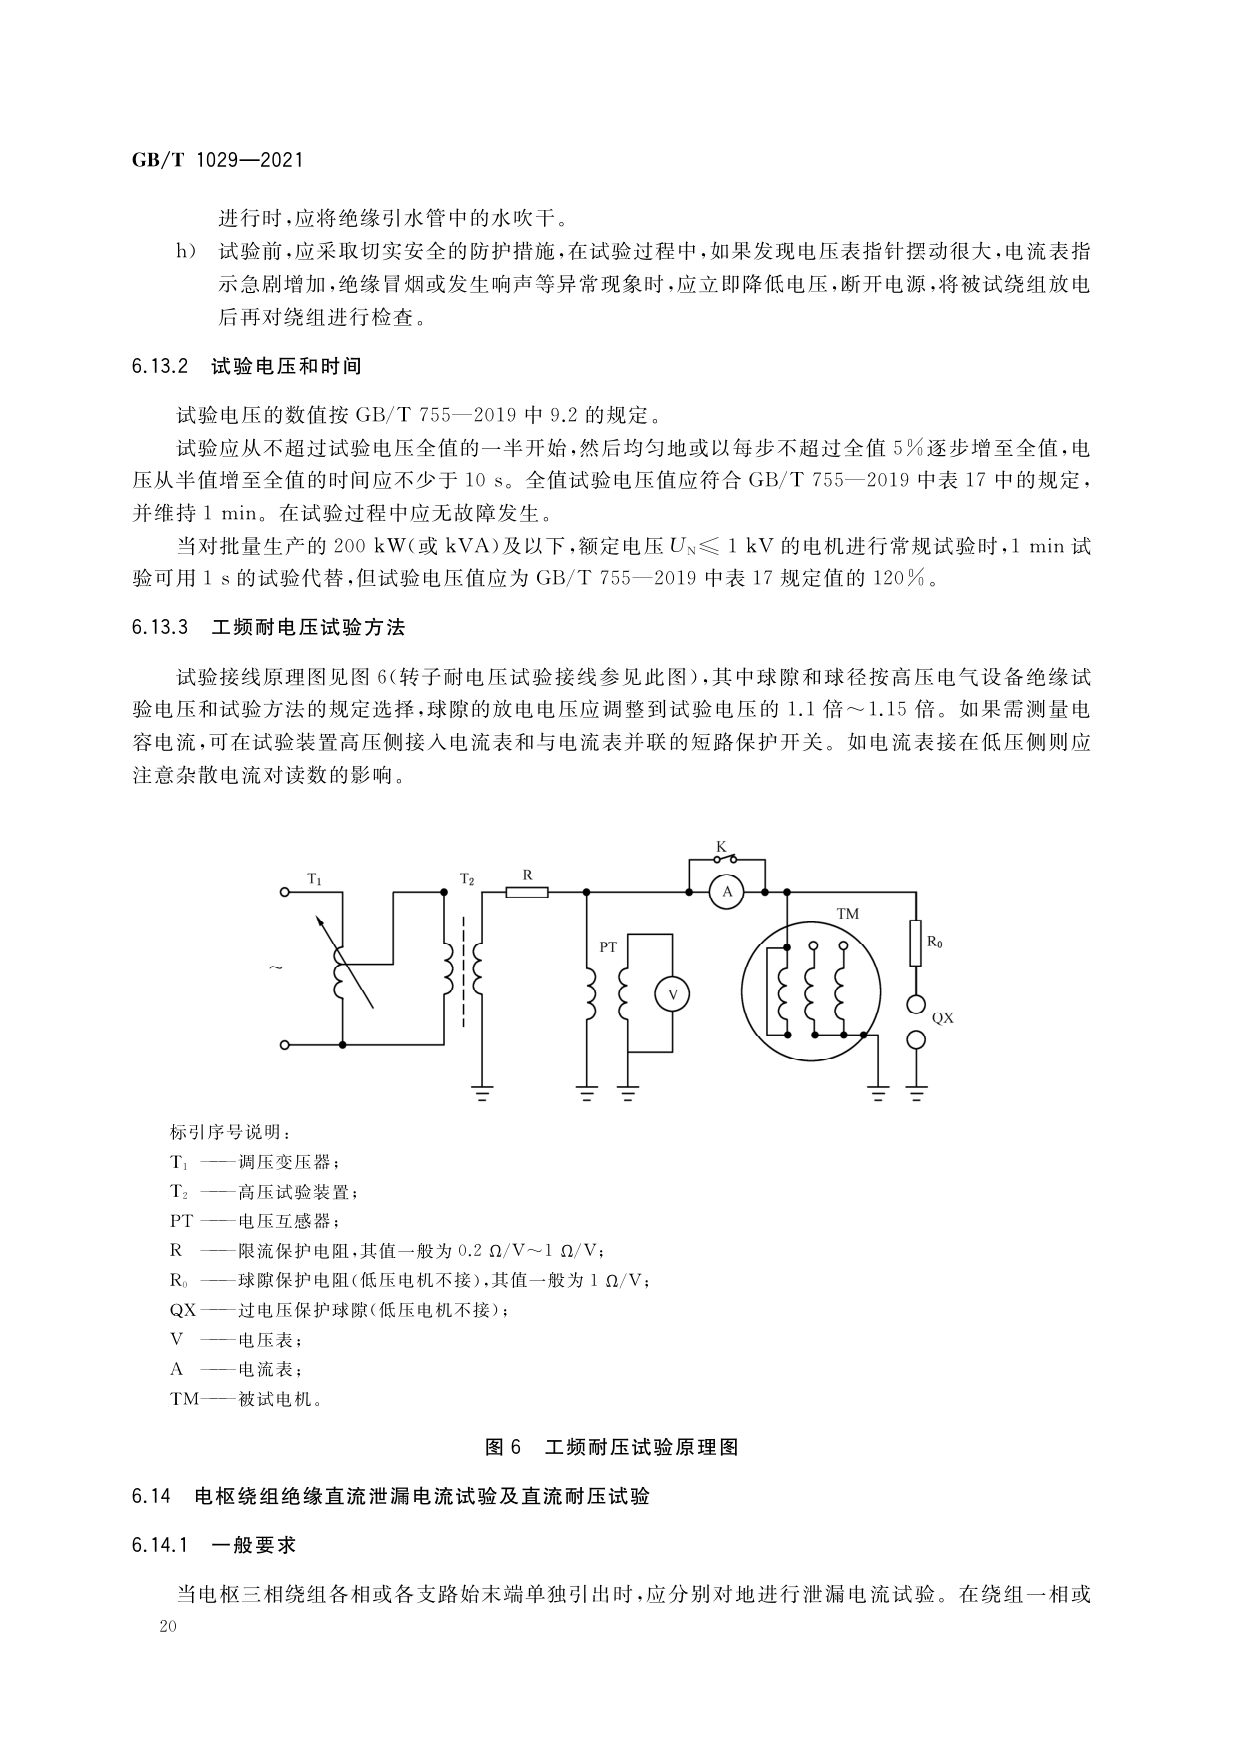 GB/T 1029—2021
进行时,应将绝缘引水管中的水吹干。
h) 试验前,应采取切实安全的防护措施,在试验过程中,如果发现电压表指针摆动很大,电流表指
示急剧增加,绝缘冒烟或发生响声等异常现象时,应立即降低电压,断开电源,将被试绕组放电
后再对绕组进行检查。
6.13.2 试验电压和时间
试验电压的数值按 GB/T 755—2019 中 9.2 的规定。
试验应从不超过试验电压全值的一半开始,然后均匀地或以每步不超过全值 5%逐步增至全值,电
压从半值增至全值的时间应不少于 10 s。全值试验电压值应符合 GB/T 755—2019 中表 17 中的规定,
并维持 1 min。在试验过程中应无故障发生。
当对批量生产的 200 kW(或 kVA)及以下,额定电压 U_N≤ 1 kV 的电机进行常规试验时,1 min 试
验可用 1 s 的试验代替,但试验电压值应为 GB/T 755—2019 中表 17 规定值的 120%。
6.13.3 工频耐电压试验方法
试验接线原理图见图 6(转子耐电压试验接线参见此图),其中球隙和球径按高压电气设备绝缘试
验电压和试验方法的规定选择,球隙的放电电压应调整到试验电压的 1.1 倍～1.15 倍。如果需测量电
容电流,可在试验装置高压侧接入电流表和与电流表并联的短路保护开关。如电流表接在低压侧则应
注意杂散电流对读数的影响。
K
T₁
T₂
R
A
TM
PT
R₀
~
V
QX
标引序号说明:
T₁ ——调压变压器;
T₂ ——高压试验装置;
PT ——电压互感器;
R ——限流保护电阻,其值一般为 0.2 Ω/V～1 Ω/V;
R₀ ——球隙保护电阻(低压电机不接),其值一般为 1 Ω/V;
QX——过电压保护球隙(低压电机不接);
V ——电压表;
A ——电流表;
TM——被试电机。
图 6 工频耐压试验原理图
6.14 电枢绕组绝缘直流泄漏电流试验及直流耐压试验
6.14.1 一般要求
当电枢三相绕组各相或各支路始末端单独引出时,应分别对地进行泄漏电流试验。在绕组一相或
20